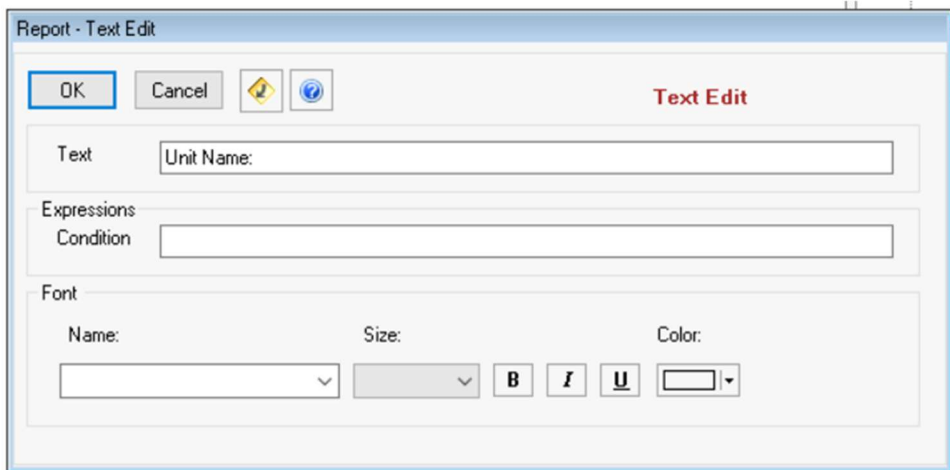 Report - Text Edit
OK Cancel Text Edit
Text Unit Name:
Expressions
Condition
Font
Name: Size: Color:
B I U